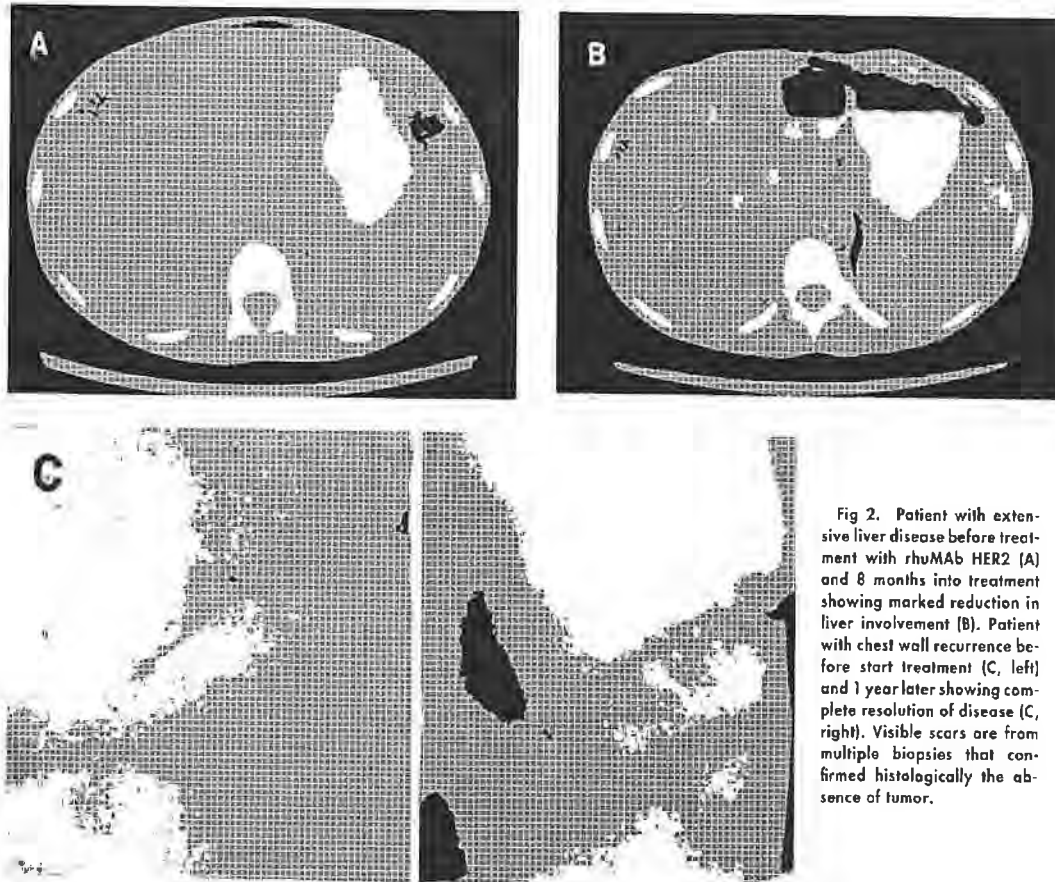 A
B
C
Fig 2. Patient with exten-
sive liver disease before treat-
ment with rhuMAb HER2 (A)
and 8 months into treatment
showing marked reduction in
liver involvement (B). Patient
with chest wall recurrence be-
fore start treatment (C, left)
and 1 year later showing com-
plete resolution of disease (C,
right). Visible scars are from
multiple biopsies that con-
firmed histologically the ab-
sence of tumor.